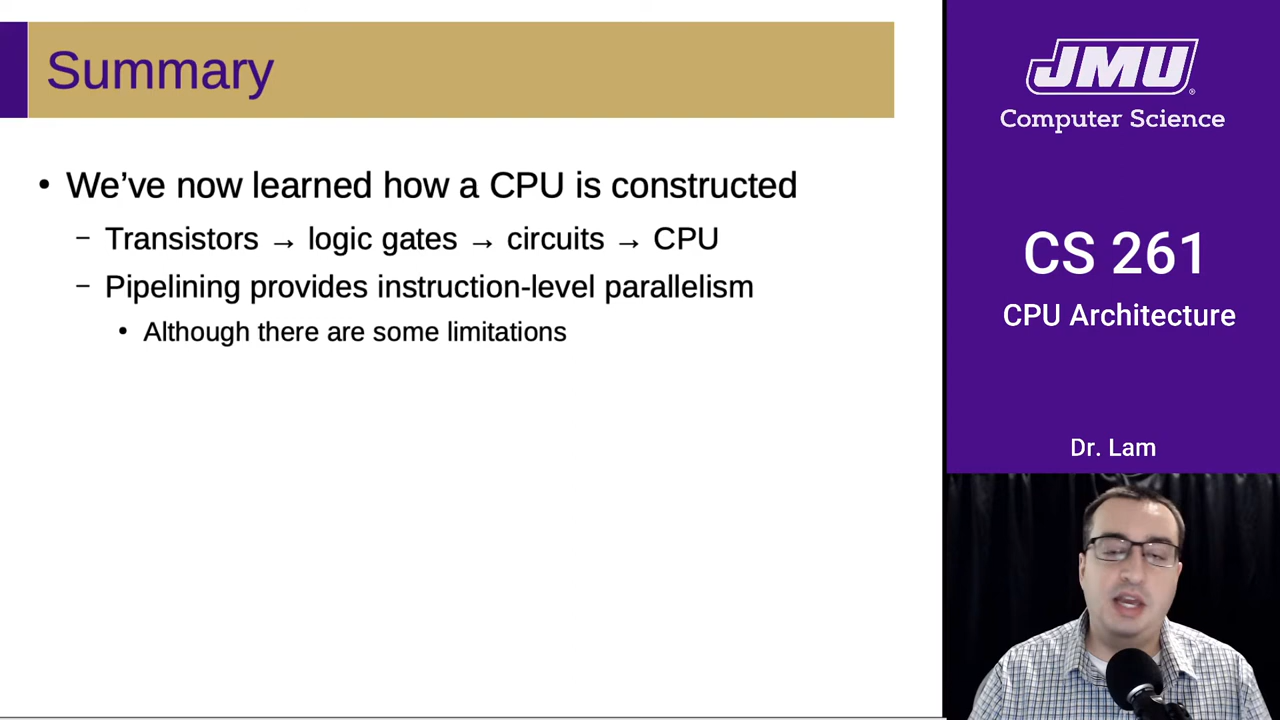 Summary
• We’ve now learned how a CPU is constructed
– Transistors → logic gates → circuits → CPU
– Pipelining provides instruction-level parallelism
• Although there are some limitations
JMU®
Computer Science
CS 261
CPU Architecture
Dr. Lam